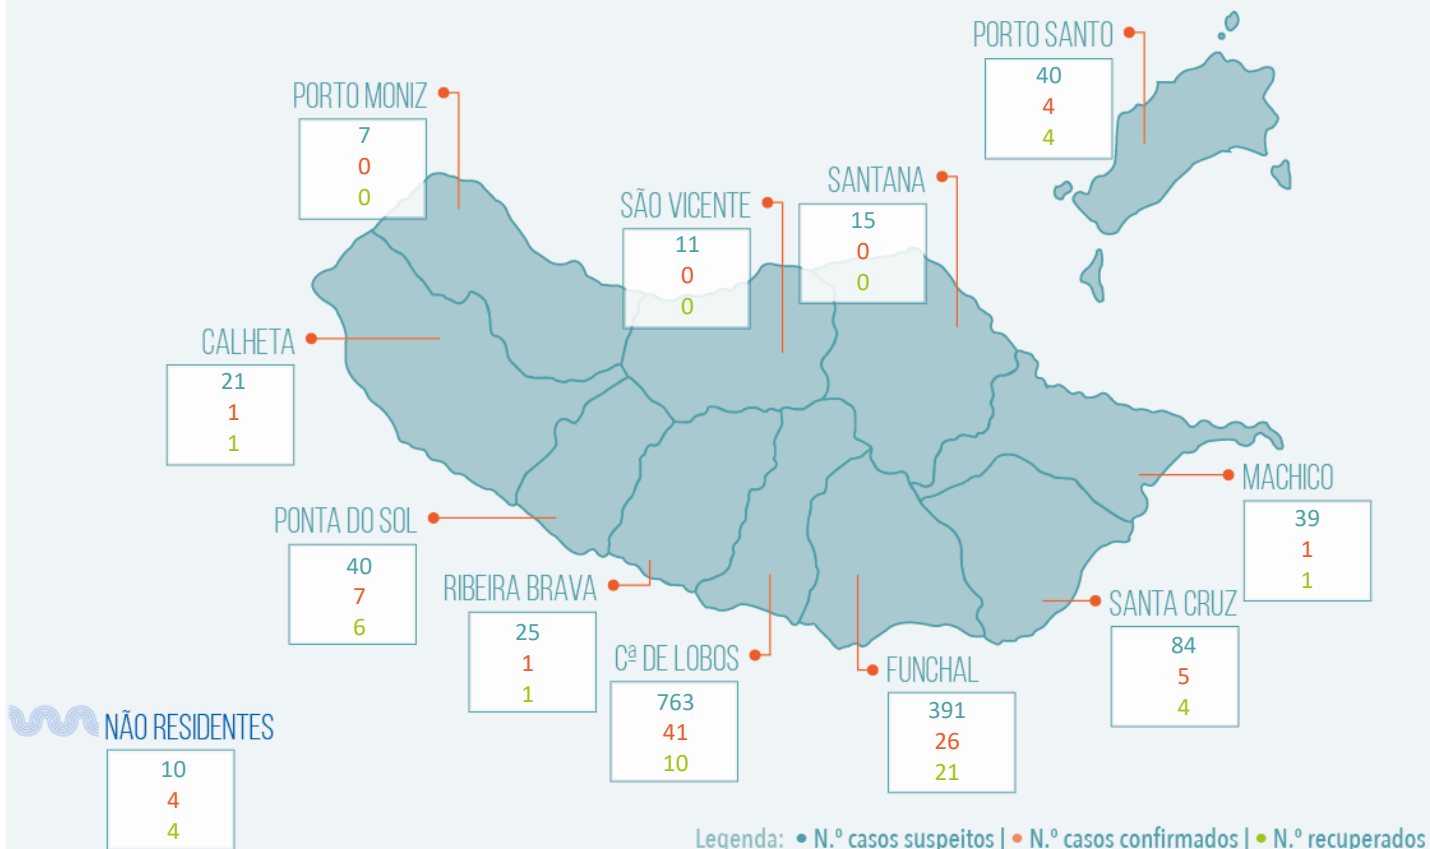 PORTO SANTO
40
4
4
PORTO MONIZ
7
0
0
SANTANA
15
0
0
SÃO VICENTE
11
0
0
CALHETA
21
1
1
MACHICO
39
1
1
PONTA DO SOL
40
7
6
RIBEIRA BRAVA
25
1
1
SANTA CRUZ
84
5
4
Cª DE LOBOS
763
41
10
FUNCHAL
391
26
21
NÃO RESIDENTES
10
4
4
Legenda: • N.º casos suspeitos | • N.º casos confirmados | • N.º recuperados